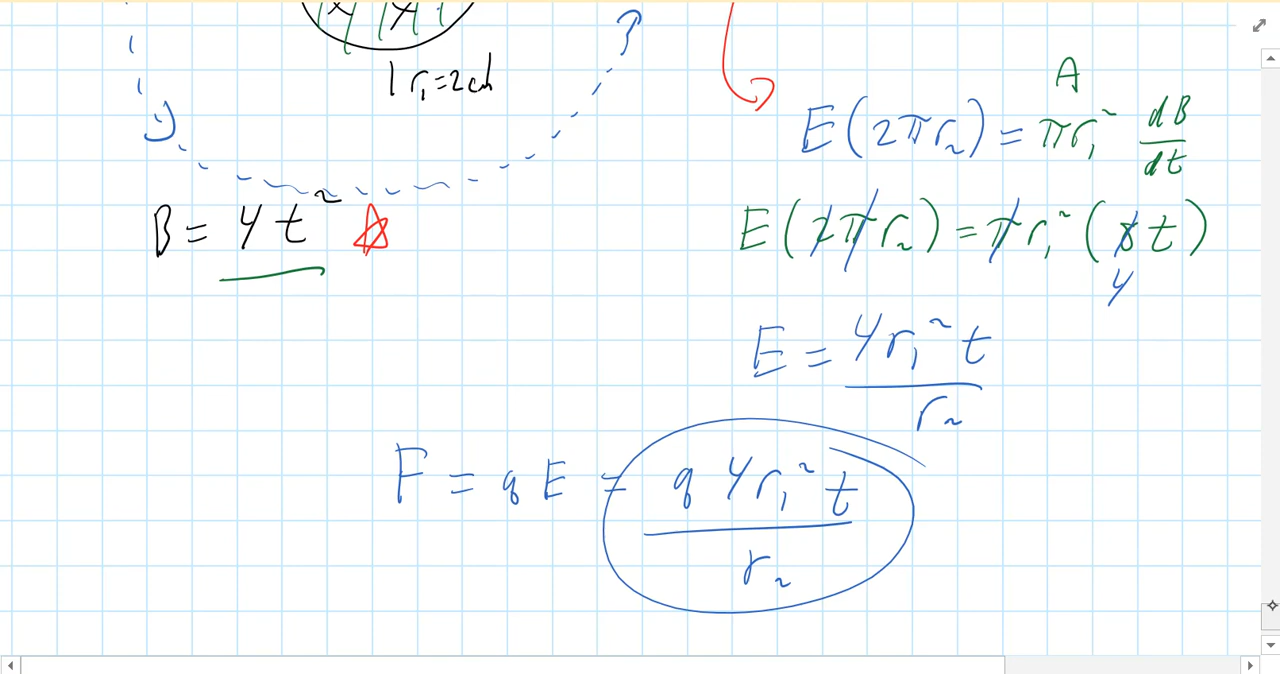 r₁ = 2cm
A
E(2πr₂) = πr₁² dB/dt
B = 4t²
E(2πr₂) = πr₁²(8t)
4
E = 4r₁²t / r₂
F = qE = q4r₁²t / r₂